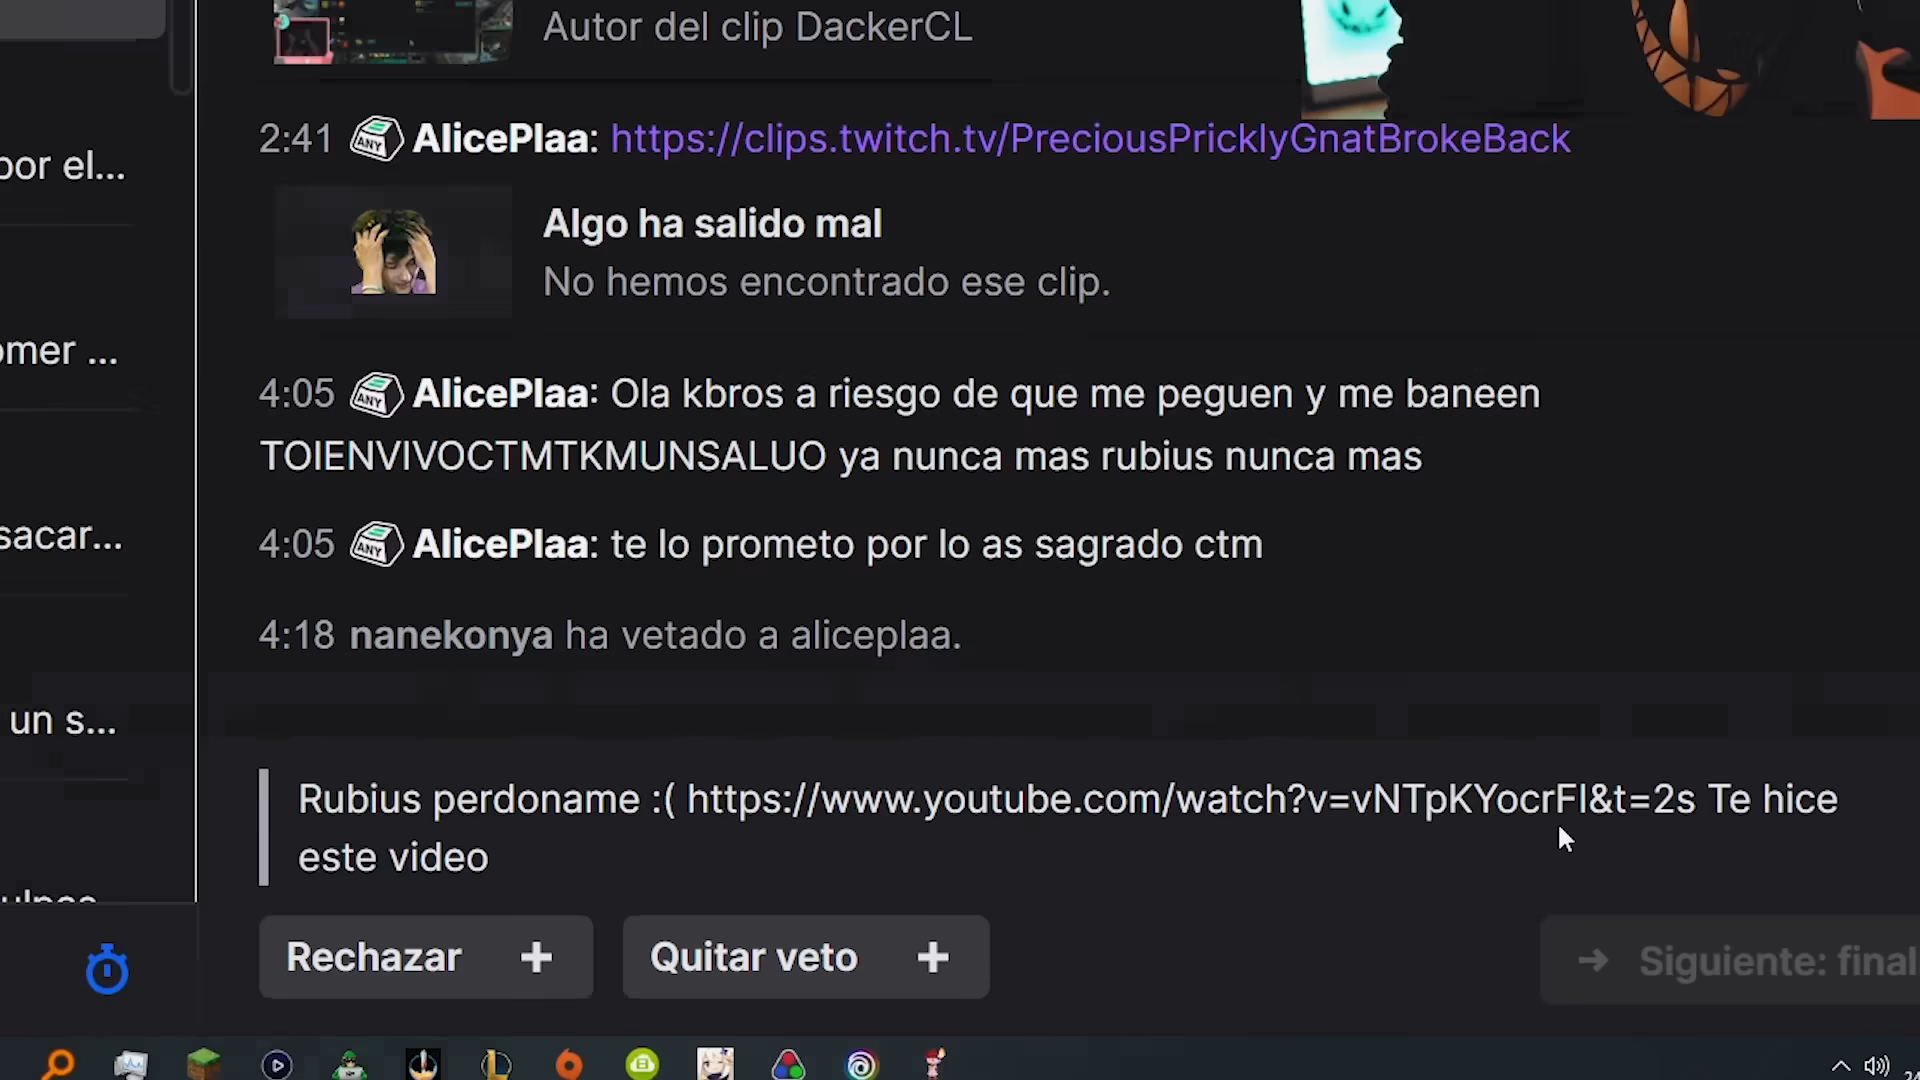 Autor del clip DackerCL
2:41 ANY AlicePlaa: https://clips.twitch.tv/PreciousPricklyGnatBrokeBack
por el...
Algo ha salido mal
No hemos encontrado ese clip.
omer ...
4:05 ANY AlicePlaa: Ola kbros a riesgo de que me peguen y me baneen
TOIENVIVOCTMTKMUNSALUO ya nunca mas rubius nunca mas
sacar...
4:05 ANY AlicePlaa: te lo prometo por lo as sagrado ctm
4:18 nanekonya ha vetado a aliceplaa.
un s...
Rubius perdoname :( https://www.youtube.com/watch?v=vNTpKYocrFI&t=2s Te hice
este video
Rechazar +
Quitar veto +
→ Siguiente: final